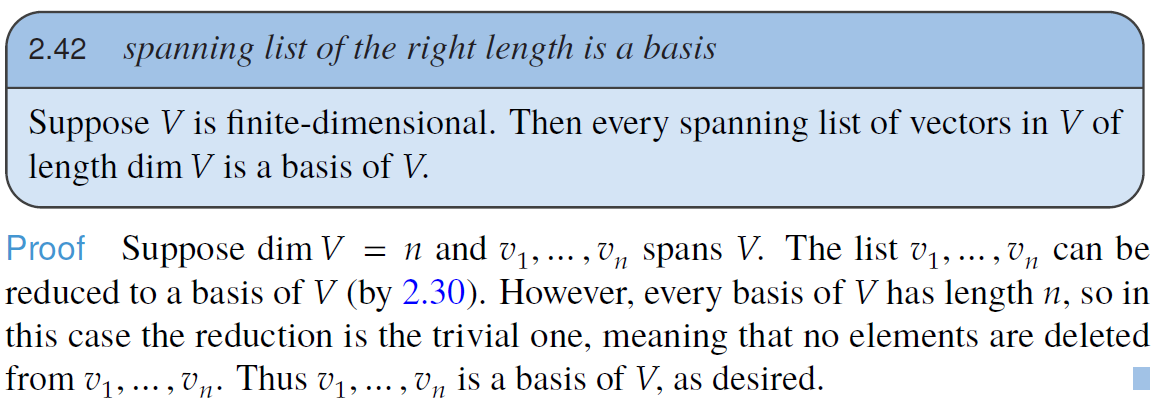 2.42 spanning list of the right length is a basis
Suppose V is finite-dimensional. Then every spanning list of vectors in V of
length dim V is a basis of V.
Proof Suppose dim V = n and v₁, … , vₙ spans V. The list v₁, … , vₙ can be
reduced to a basis of V (by 2.30). However, every basis of V has length n, so in
this case the reduction is the trivial one, meaning that no elements are deleted
from v₁, … , vₙ. Thus v₁, … , vₙ is a basis of V, as desired.